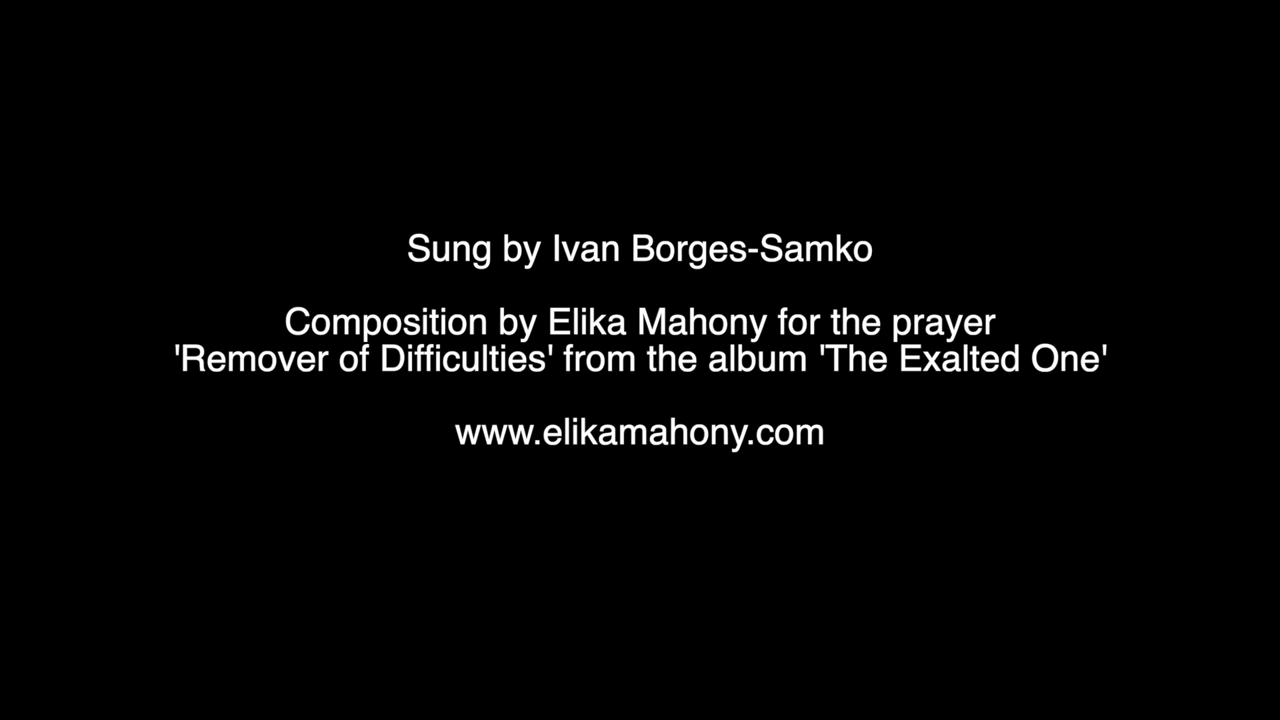 Sung by Ivan Borges-Samko
Composition by Elika Mahony for the prayer
'Remover of Difficulties' from the album 'The Exalted One'
www.elikamahony.com